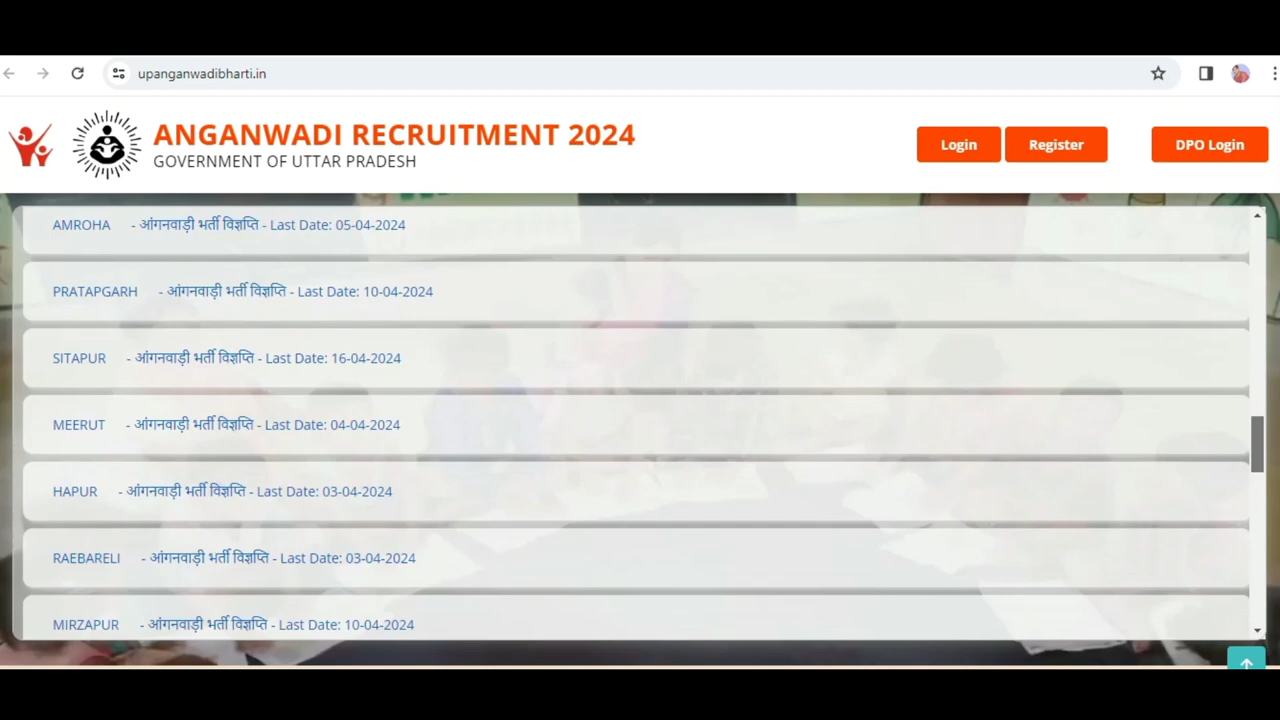 upanganwadibharti.in
ANGANWADI RECRUITMENT 2024
GOVERNMENT OF UTTAR PRADESH
Login Register DPO Login
AMROHA - आंगनवाड़ी भर्ती विज्ञप्ति - Last Date: 05-04-2024
PRATAPGARH - आंगनवाड़ी भर्ती विज्ञप्ति - Last Date: 10-04-2024
SITAPUR - आंगनवाड़ी भर्ती विज्ञप्ति - Last Date: 16-04-2024
MEERUT - आंगनवाड़ी भर्ती विज्ञप्ति - Last Date: 04-04-2024
HAPUR - आंगनवाड़ी भर्ती विज्ञप्ति - Last Date: 03-04-2024
RAEBARELI - आंगनवाड़ी भर्ती विज्ञप्ति - Last Date: 03-04-2024
MIRZAPUR - आंगनवाड़ी भर्ती विज्ञप्ति - Last Date: 10-04-2024